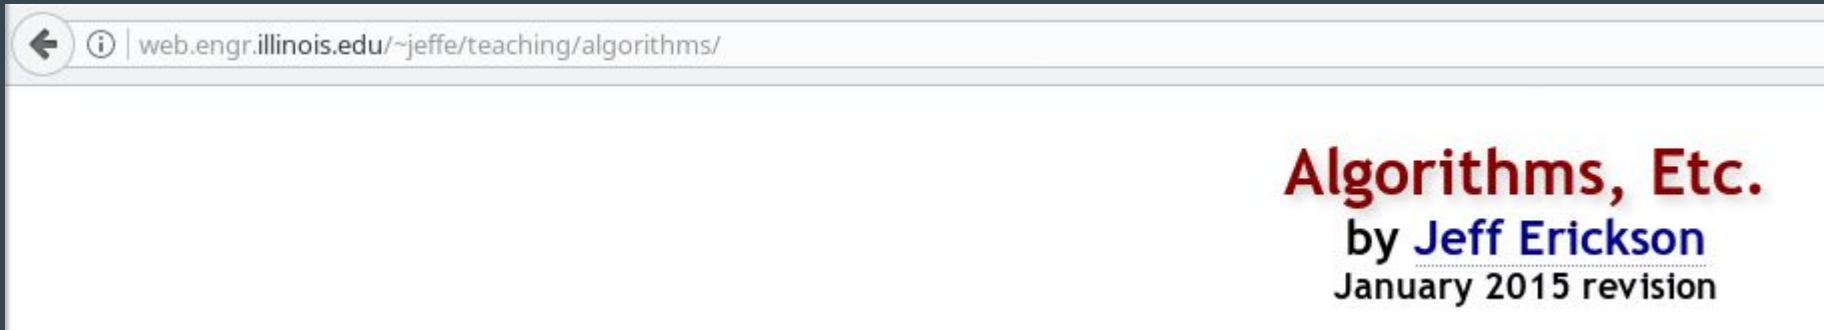 web.engr.illinois.edu/~jeffe/teaching/algorithms/
Algorithms, Etc.
by Jeff Erickson
January 2015 revision